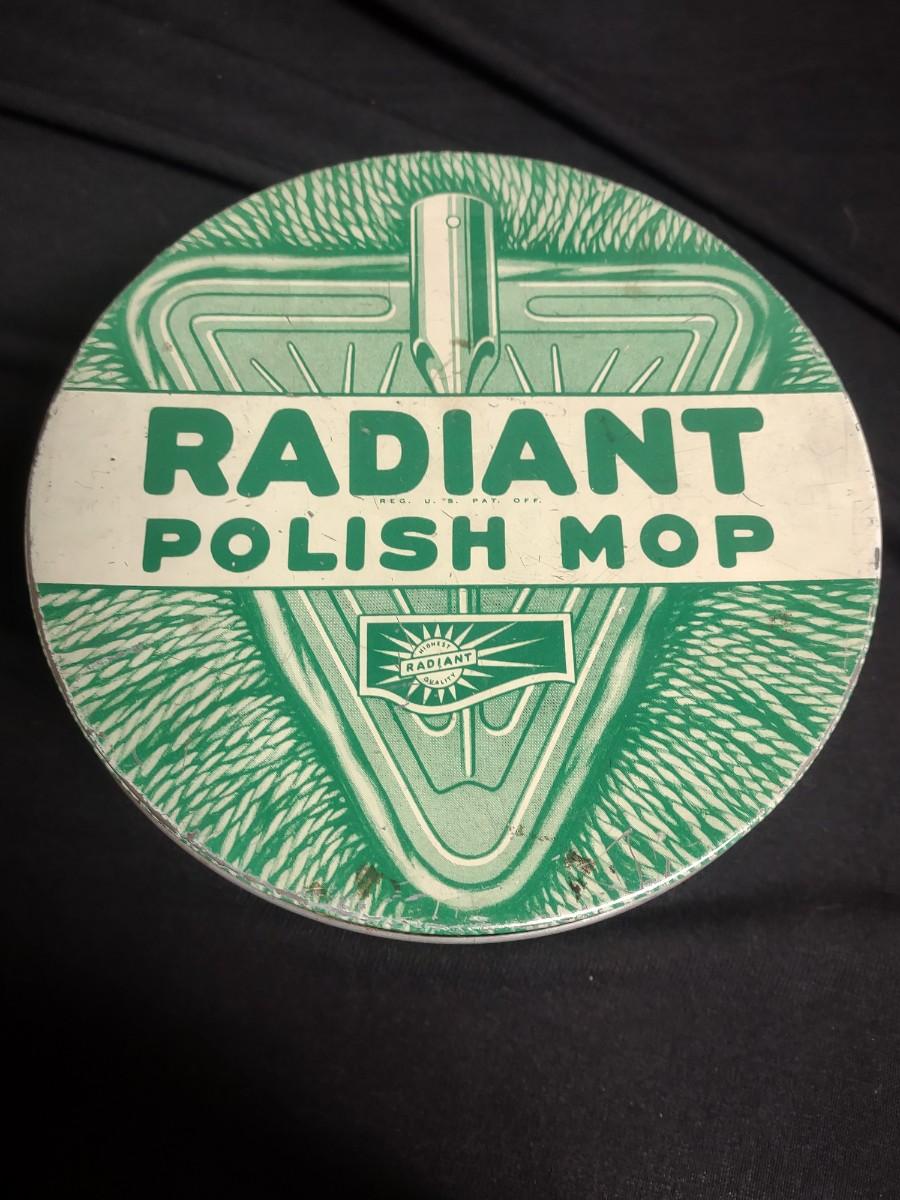 RADIANT
REG. U. S. PAT. OFF.
POLISH MOP
HIGHEST
RADIANT
QUALITY